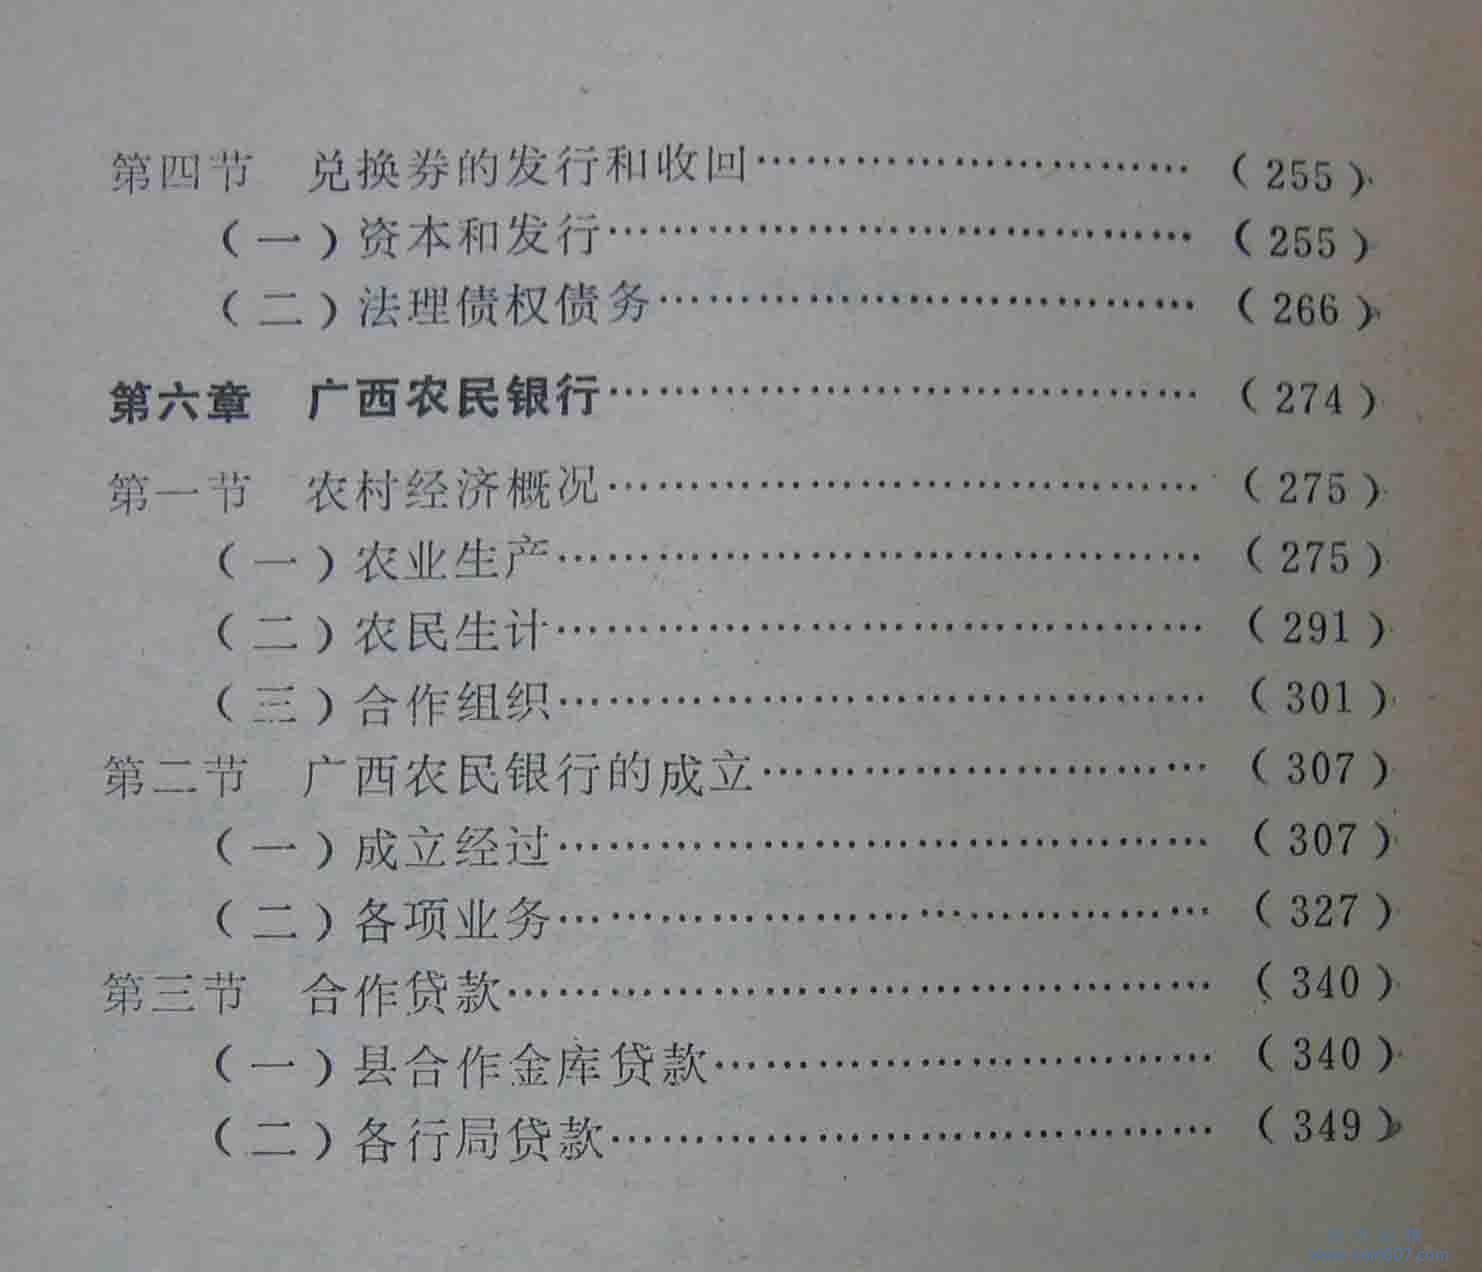 第四节　兑换券的发行和收回…………………………（255）
（一）资本和发行…………………………………（255）
（二）法理债权债务………………………………（266）
第六章　广西农民银行…………………………………（274）
第一节　农村经济概况…………………………………（275）
（一）农业生产……………………………………（275）
（二）农民生计……………………………………（291）
（三）合作组织……………………………………（301）
第二节　广西农民银行的成立…………………………（307）
（一）成立经过……………………………………（307）
（二）各项业务……………………………………（327）
第三节　合作贷款………………………………………（340）
（一）县合作金库贷款……………………………（340）
（二）各行局贷款…………………………………（349）